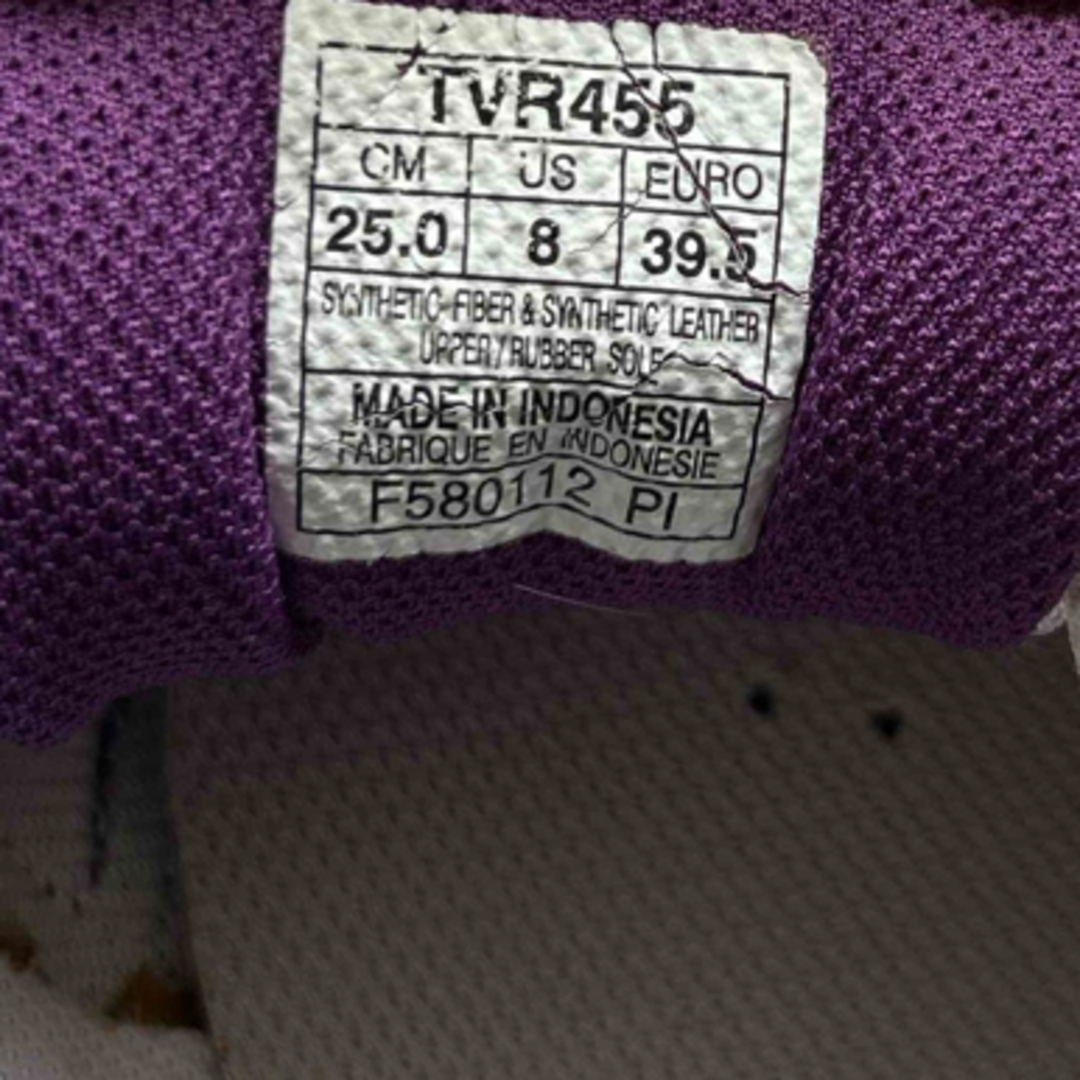 TVR455
CM US EURO
25.0 8 39.5
SYNTHETIC FIBER & SYNTHETIC LEATHER
UPPER / RUBBER SOLE
MADE IN INDONESIA
FABRIQUE EN INDONESIE
F580112 PI